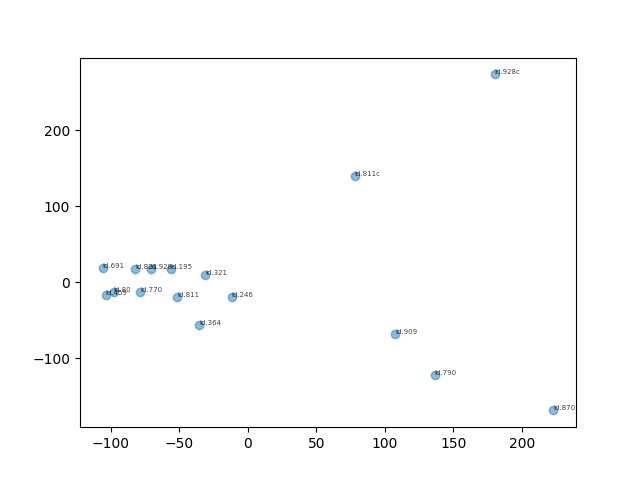 id.928c
200
id.811c
100
id.691
id.195
id.321
0
id.770
id.811
id.246
id.364
id.909
−100
id.790
id.870
−100
−50
0
50
100
150
200